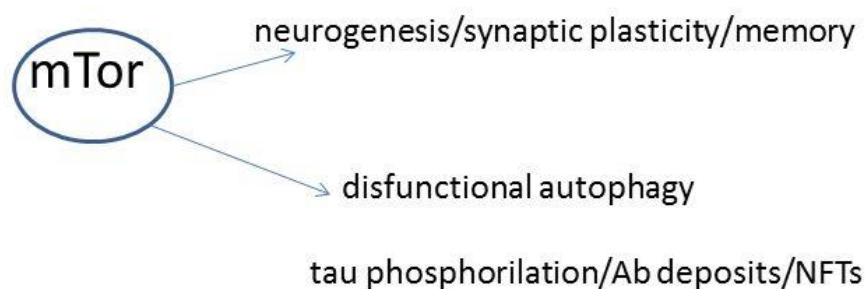 neurogenesis/synaptic plasticity/memory
mTor
disfunctional autophagy
tau phosphorilation/Ab deposits/NFTs